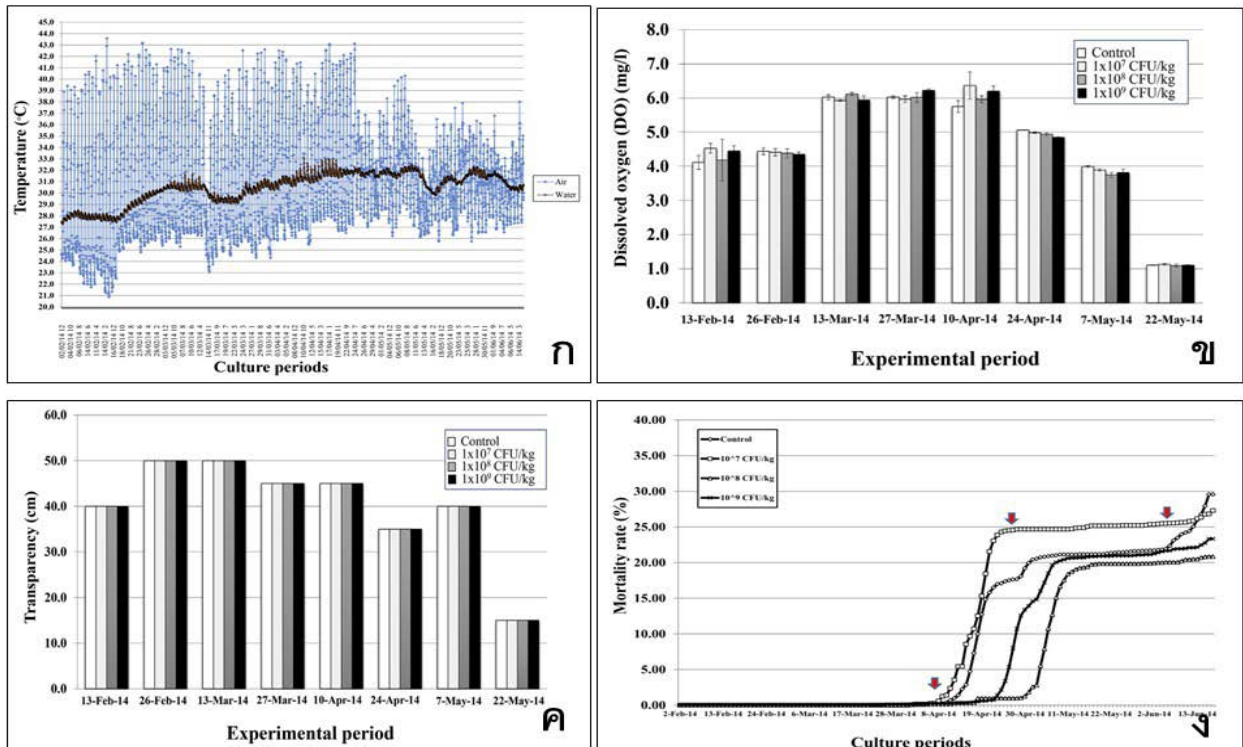 45.0
44.0
43.0
42.0
41.0
40.0
39.0
38.0
37.0
36.0
35.0
34.0
33.0
32.0
31.0
30.0
29.0
28.0
27.0
26.0
25.0
24.0
23.0
22.0
21.0
20.0
Temperature (°C)
Air
Water
Culture periods
ก
8.0
7.0
6.0
5.0
4.0
3.0
2.0
1.0
0.0
Dissolved oxygen (DO) (mg/l)
Control
1x10⁷ CFU/kg
1x10⁸ CFU/kg
1x10⁹ CFU/kg
13-Feb-14 26-Feb-14 13-Mar-14 27-Mar-14 10-Apr-14 24-Apr-14 7-May-14 22-May-14
Experimental period
ข
60.0
50.0
40.0
30.0
20.0
10.0
0.0
Transparency (cm)
Control
1x10⁷ CFU/kg
1x10⁸ CFU/kg
1x10⁹ CFU/kg
13-Feb-14 26-Feb-14 13-Mar-14 27-Mar-14 10-Apr-14 24-Apr-14 7-May-14 22-May-14
Experimental period
ค
40.00
35.00
30.00
25.00
20.00
15.00
10.00
5.00
0.00
Mortality rate (%)
Control
10^7 CFU/kg
10^8 CFU/kg
10^9 CFU/kg
2-Feb-14 13-Feb-14 24-Feb-14 6-Mar-14 17-Mar-14 28-Mar-14 8-Apr-14 19-Apr-14 30-Apr-14 11-May-14 22-May-14 2-Jun-14 13-Jun-14
Culture periods
ง